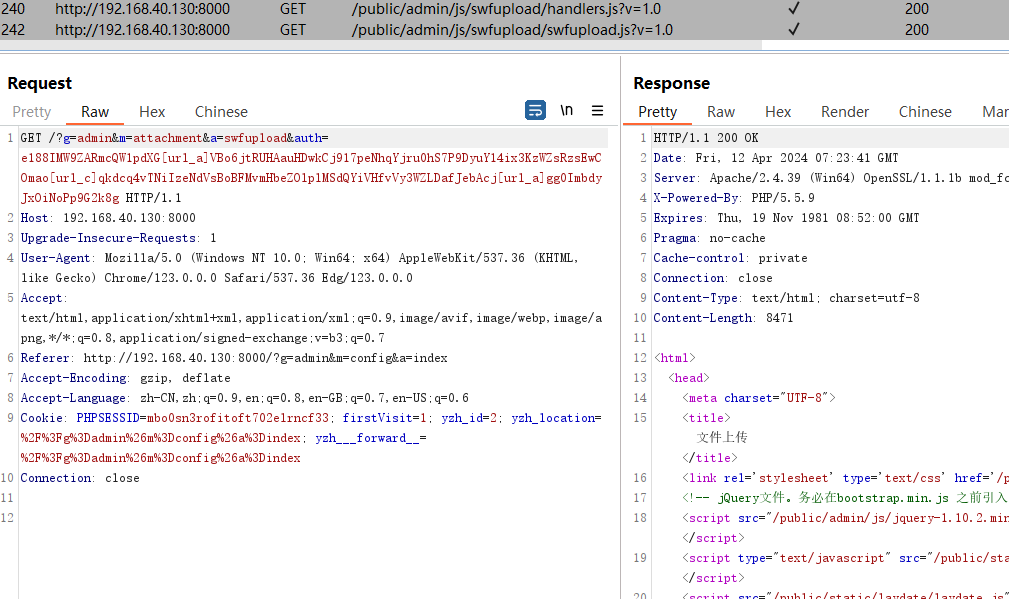 240 http://192.168.40.130:8000 GET /public/admin/js/swfupload/handlers.js?v=1.0 ✓ 200
242 http://192.168.40.130:8000 GET /public/admin/js/swfupload/swfupload.js?v=1.0 ✓ 200
Request
Pretty Raw Hex Chinese \n
1 GET /?g=admin&m=attachment&a=swfupload&auth=
e188IMW9ZARmcQW1pdXG[url_a]VBo6jtRUHAauHDwkCj917peNhqYjru0hS7P9DyuY14ix3KzWZsRzsEwC
Omao[url_c]qkdcq4vTNiIzeNdVsBoBFMvmHbeZO1plMSdQYiVHfvVy3WZLDafJebAcj[url_a]gg0Imbdy
JxOiNoPp9G2k8g HTTP/1.1
2 Host: 192.168.40.130:8000
3 Upgrade-Insecure-Requests: 1
4 User-Agent: Mozilla/5.0 (Windows NT 10.0; Win64; x64) AppleWebKit/537.36 (KHTML,
like Gecko) Chrome/123.0.0.0 Safari/537.36 Edg/123.0.0.0
5 Accept:
text/html,application/xhtml+xml,application/xml;q=0.9,image/avif,image/webp,image/a
png,*/*;q=0.8,application/signed-exchange;v=b3;q=0.7
6 Referer: http://192.168.40.130:8000/?g=admin&m=config&a=index
7 Accept-Encoding: gzip, deflate
8 Accept-Language: zh-CN,zh;q=0.9,en;q=0.8,en-GB;q=0.7,en-US;q=0.6
9 Cookie: PHPSESSID=mbo0sn3rofitoft702elrncf33; firstVisit=1; yzh_id=2; yzh_location=
%2F%3Fg%3Dadmin%26m%3Dconfig%26a%3Dindex; yzh___forward__=
%2F%3Fg%3Dadmin%26m%3Dconfig%26a%3Dindex
10 Connection: close
11
12
Response
Pretty Raw Hex Render Chinese Mar
1 HTTP/1.1 200 OK
2 Date: Fri, 12 Apr 2024 07:23:41 GMT
3 Server: Apache/2.4.39 (Win64) OpenSSL/1.1.1b mod_fc
4 X-Powered-By: PHP/5.5.9
5 Expires: Thu, 19 Nov 1981 08:52:00 GMT
6 Pragma: no-cache
7 Cache-control: private
8 Connection: close
9 Content-Type: text/html; charset=utf-8
10 Content-Length: 8471
11
12 <html>
13 <head>
14 <meta charset="UTF-8">
15 <title>
文件上传
</title>
16 <link rel='stylesheet' type='text/css' href='/p
17 <!-- jQuery文件。务必在bootstrap.min.js 之前引入
18 <script src="/public/admin/js/jquery-1.10.2.min
</script>
19 <script type="text/javascript" src="/public/sta
</script>
20 <script src="/public/static/laydate/laydate.js"